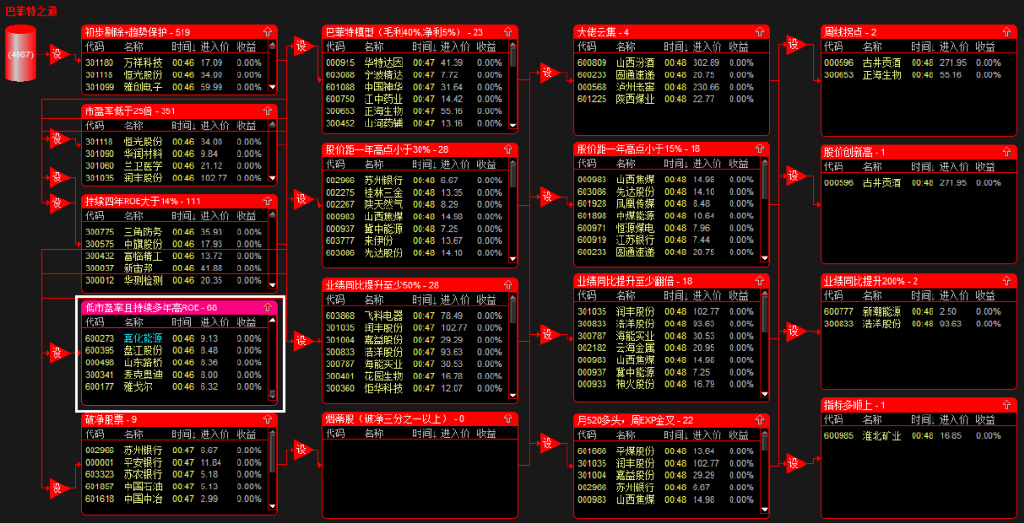 巴菲特之道
(4067)
初步剔除+趋势保护 - 519
代码 名称 时间↓ 进入价 收益
301180 万祥科技 00:46 17.09 0.00%
301118 恒光股份 00:46 34.00 0.00%
301099 雅创电子 00:46 59.99 0.00%
设
市盈率低于25倍 - 351
代码 名称 时间↓ 进入价 收益
301118 恒光股份 00:46 34.00 0.00%
301090 华润材料 00:46 9.84 0.00%
301060 兰卫医学 00:46 21.12 0.00%
301035 润丰股份 00:46 102.77 0.00%
设
设
持续四年ROE大于14% - 111
代码 名称 时间↓ 进入价 收益
300775 三角防务 00:46 35.93 0.00%
300575 中旗股份 00:46 17.93 0.00%
300432 富临精工 00:46 13.72 0.00%
300037 新宙邦 00:46 41.88 0.00%
300012 华测检测 00:46 20.35 0.00%
低市盈率且持续多年高ROE - 68
代码 名称 时间↓ 进入价 收益
600273 嘉化能源 00:46 9.13 0.00%
600395 盘江股份 00:46 8.48 0.00%
000498 山东路桥 00:46 8.36 0.00%
300341 麦克奥迪 00:46 8.00 0.00%
600177 雅戈尔 00:46 6.32 0.00%
设
破净股票 - 9
代码 名称 时间↓ 进入价 收益
002966 苏州银行 00:47 6.67 0.00%
000001 平安银行 00:47 11.84 0.00%
603323 苏农银行 00:47 5.18 0.00%
601857 中国石油 00:47 5.13 0.00%
601618 中国中冶 00:47 2.99 0.00%
设
设
巴菲特模型（毛利40%,净利5%） - 23
代码 名称 时间↓ 进入价 收益
000915 华特达因 00:47 41.39 0.00%
603088 宁波精达 00:47 7.72 0.00%
601088 中国神华 00:47 31.64 0.00%
600750 江中药业 00:47 14.42 0.00%
300653 正海生物 00:47 55.16 0.00%
300452 山河药辅 00:47 13.16 0.00%
设
股价距一年高点小于30% - 28
代码 名称 时间↓ 进入价 收益
002966 苏州银行 00:47 6.67 0.00%
002275 桂林三金 00:47 13.35 0.00%
002267 陕天然气 00:47 8.29 0.00%
000983 山西焦煤 00:47 14.98 0.00%
000937 冀中能源 00:47 7.25 0.00%
603777 来伊份 00:47 13.67 0.00%
603086 先达股份 00:47 14.10 0.00%
设
业绩同比提升至少50% - 28
代码 名称 时间↓ 进入价 收益
603868 飞科电器 00:47 78.49 0.00%
301035 润丰股份 00:47 102.77 0.00%
301004 嘉益股份 00:47 29.29 0.00%
300833 浩洋股份 00:47 93.63 0.00%
300787 海能实业 00:47 30.53 0.00%
300401 花园生物 00:47 16.78 0.00%
300360 炬华科技 00:47 12.07 0.00%
设
烟蒂股（破净三分之一以上） - 0
代码 名称 时间↓ 进入价 收益
设
大佬云集 - 4
代码 名称 时间↓ 进入价 收益
600809 山西汾酒 00:48 302.89 0.00%
600233 圆通速递 00:48 20.75 0.00%
000568 泸州老窖 00:48 230.66 0.00%
601225 陕西煤业 00:48 22.77 0.00%
设
股价距一年高点小于15% - 18
代码 名称 时间↓ 进入价 收益
000983 山西焦煤 00:48 14.98 0.00%
603086 先达股份 00:48 14.10 0.00%
601928 凤凰传媒 00:48 8.48 0.00%
601898 中煤能源 00:48 10.64 0.00%
600971 恒源煤电 00:48 7.96 0.00%
600919 江苏银行 00:48 7.44 0.00%
600233 圆通速递 00:48 20.75 0.00%
设
业绩同比提升至少翻倍 - 18
代码 名称 时间↓ 进入价 收益
301035 润丰股份 00:48 102.77 0.00%
300833 浩洋股份 00:48 93.63 0.00%
300787 海能实业 00:48 30.53 0.00%
002182 云海金属 00:48 20.95 0.00%
000983 山西焦煤 00:48 14.98 0.00%
000937 冀中能源 00:48 7.25 0.00%
000933 神火股份 00:48 16.79 0.00%
设
月520多头，周EXP金叉 - 22
代码 名称 时间↓ 进入价 收益
601666 平煤股份 00:48 13.64 0.00%
301035 润丰股份 00:48 102.77 0.00%
301004 嘉益股份 00:48 29.29 0.00%
002966 苏州银行 00:48 6.67 0.00%
000983 山西焦煤 00:48 14.98 0.00%
设
周线拐点 - 2
代码 名称 时间↓ 进入价 收益
000596 古井贡酒 00:48 271.95 0.00%
300653 正海生物 00:48 55.16 0.00%
设
股价创新高 - 1
代码 名称 时间↓ 进入价 收益
000596 古井贡酒 00:48 271.95 0.00%
设
业绩同比提升200% - 2
代码 名称 时间↓ 进入价 收益
600777 新潮能源 00:48 2.50 0.00%
300833 浩洋股份 00:48 93.63 0.00%
设
指标多顺上 - 1
代码 名称 时间↓ 进入价 收益
600985 淮北矿业 00:48 16.85 0.00%
设